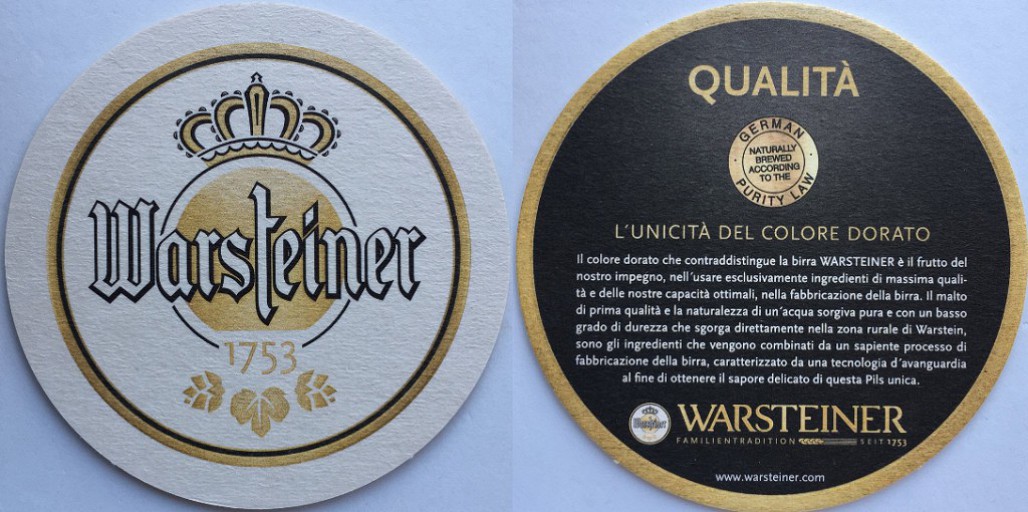 Warsteiner
1753
QUALITÀ
GERMAN
NATURALLY
BREWED
ACCORDING
TO THE
PURITY LAW
L'UNICITÀ DEL COLORE DORATO
Il colore dorato che contraddistingue la birra WARSTEINER è il frutto del
nostro impegno, nell'usare esclusivamente ingredienti di massima quali-
tà e delle nostre capacità ottimali, nella fabbricazione della birra. Il malto
di prima qualità e la naturalezza di un'acqua sorgiva pura e con un basso
grado di durezza che sgorga direttamente nella zona rurale di Warstein,
sono gli ingredienti che vengono combinati da un sapiente processo di
fabbricazione della birra, caratterizzato da una tecnologia d'avanguardia
al fine di ottenere il sapore delicato di questa Pils unica.
Warsteiner
WARSTEINER
FAMILIENTRADITION SEIT 1753
www.warsteiner.com